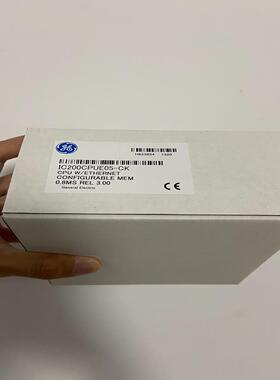 IC200CPUE05-CK
CPU W/ETHERNET
CONFIGURABLE MEM
0.8MS REL 3.00
General Electric
CE